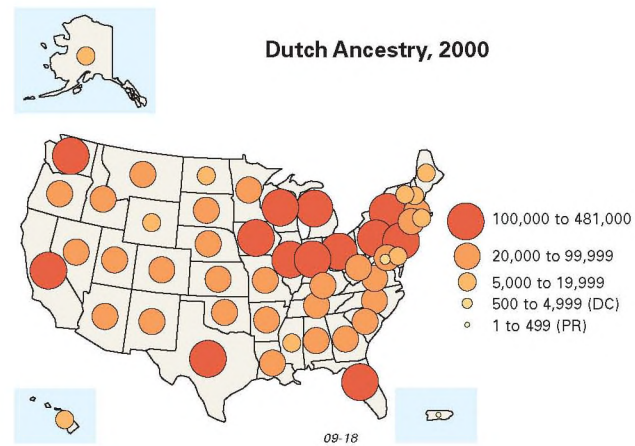 Dutch Ancestry, 2000
100,000 to 481,000
20,000 to 99,999
5,000 to 19,999
500 to 4,999 (DC)
1 to 499 (PR)
09-18